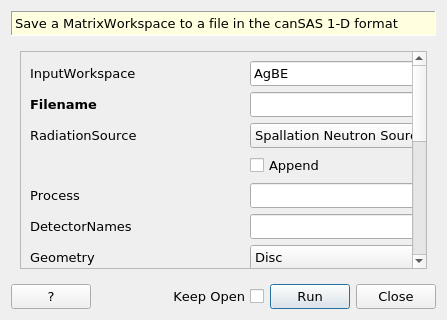 Save a MatrixWorkspace to a file in the canSAS 1-D format
InputWorkspace AgBE
Filename
RadiationSource Spallation Neutron Sour
Append
Process
DetectorNames
Geometry Disc
? Keep Open Run Close